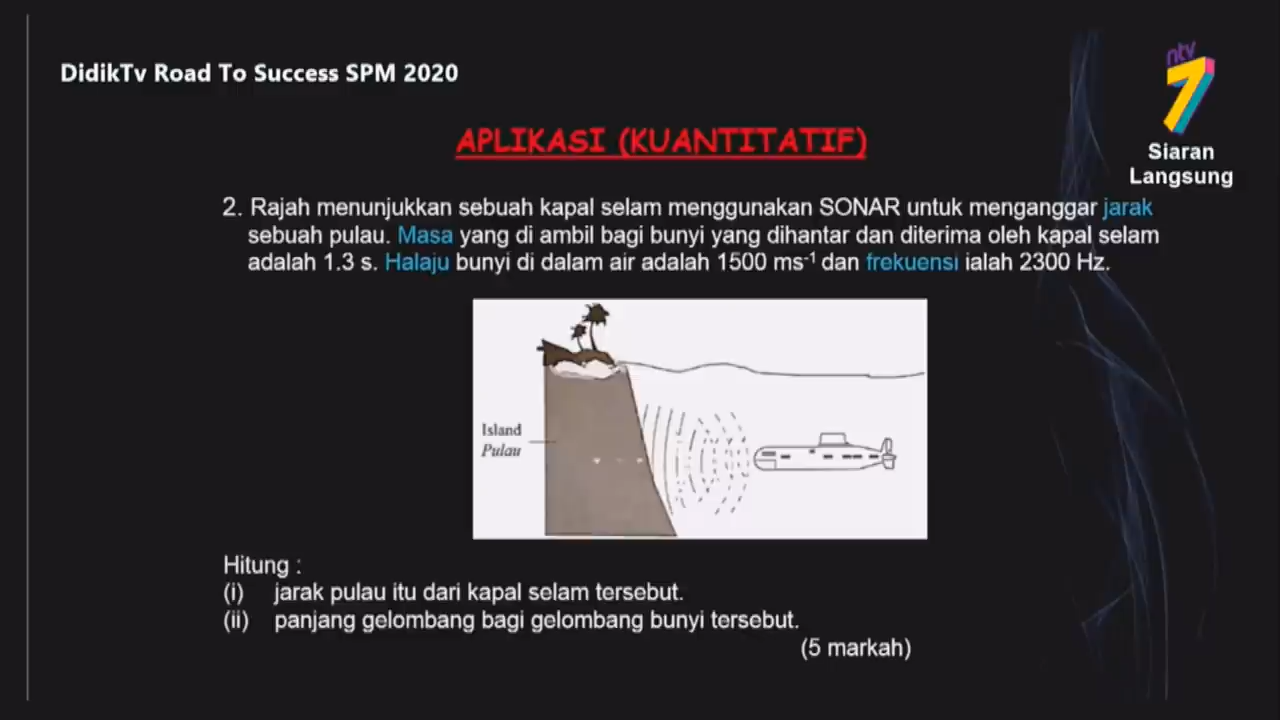 DidikTv Road To Success SPM 2020
ntv
7
Siaran
Langsung
APLIKASI (KUANTITATIF)
2. Rajah menunjukkan sebuah kapal selam menggunakan SONAR untuk menganggar jarak
sebuah pulau. Masa yang di ambil bagi bunyi yang dihantar dan diterima oleh kapal selam
adalah 1.3 s. Halaju bunyi di dalam air adalah 1500 ms⁻¹ dan frekuensi ialah 2300 Hz.
Island
Pulau
Hitung :
(i) jarak pulau itu dari kapal selam tersebut.
(ii) panjang gelombang bagi gelombang bunyi tersebut.
(5 markah)